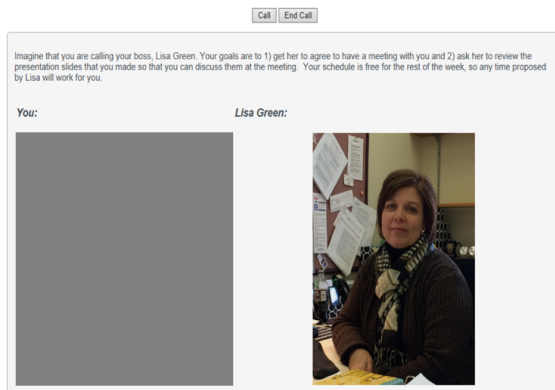 Call End Call
Imagine that you are calling your boss, Lisa Green. Your goals are to 1) get her to agree to have a meeting with you and 2) ask her to review the
presentation slides that you made so that you can discuss them at the meeting. Your schedule is free for the rest of the week, so any time proposed
by Lisa will work for you.
You: Lisa Green: